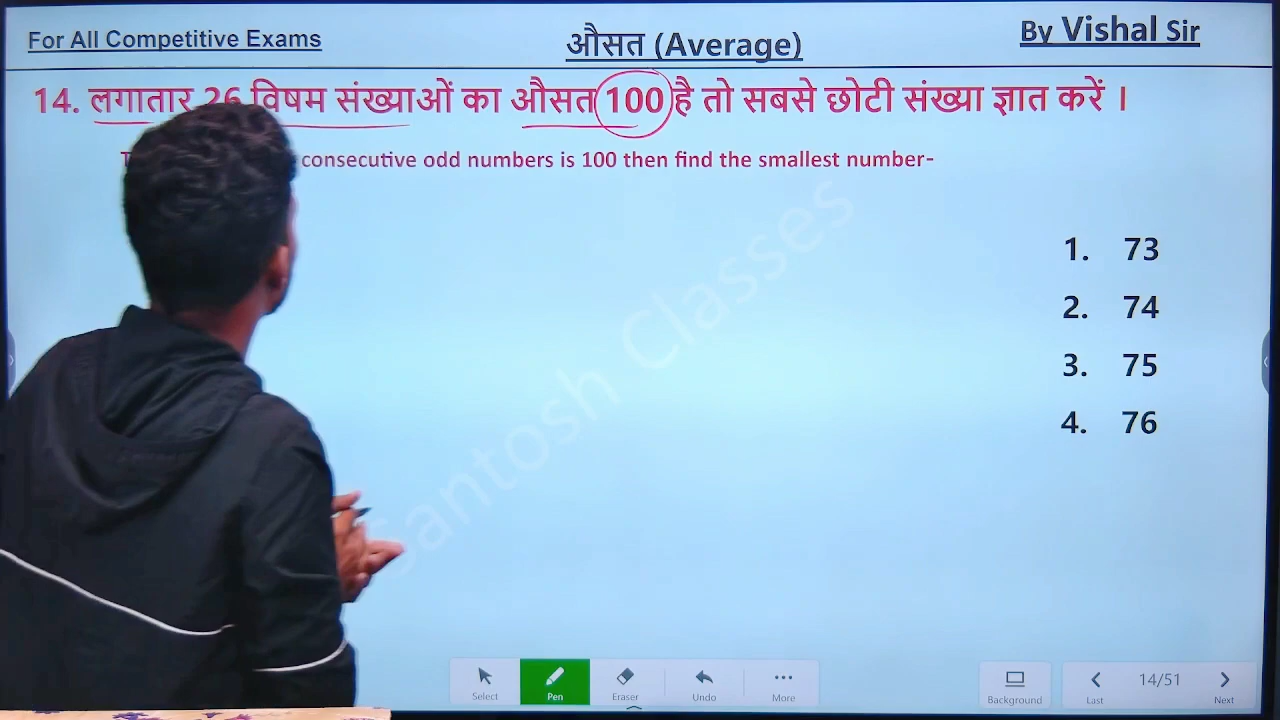 For All Competitive Exams
औसत (Average)
By Vishal Sir
14. लगातार 26 विषम संख्याओं का औसत 100 है तो सबसे छोटी संख्या ज्ञात करें ।
consecutive odd numbers is 100 then find the smallest number-
1. 73
2. 74
3. 75
4. 76
Santosh Classes
Select
Pen
Eraser
Undo
More
Background
Last
14/51
Next